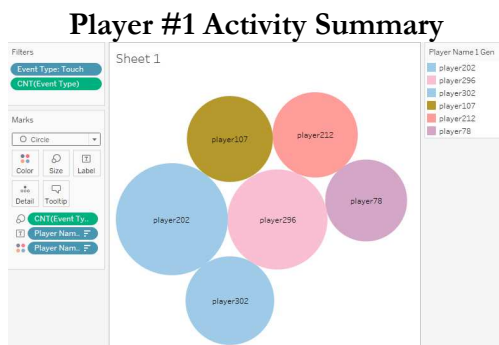 Player #1 Activity Summary
Filters
Event Type: Touch
CNT(Event Type)
Marks
Circle
Color
Size
Label
Detail
Tooltip
CNT(Event Ty..
Player Nam..
Player Nam..
Sheet 1
player107
player212
player78
player202
player296
player302
Player Name 1 Gen
player202
player296
player302
player107
player212
player78